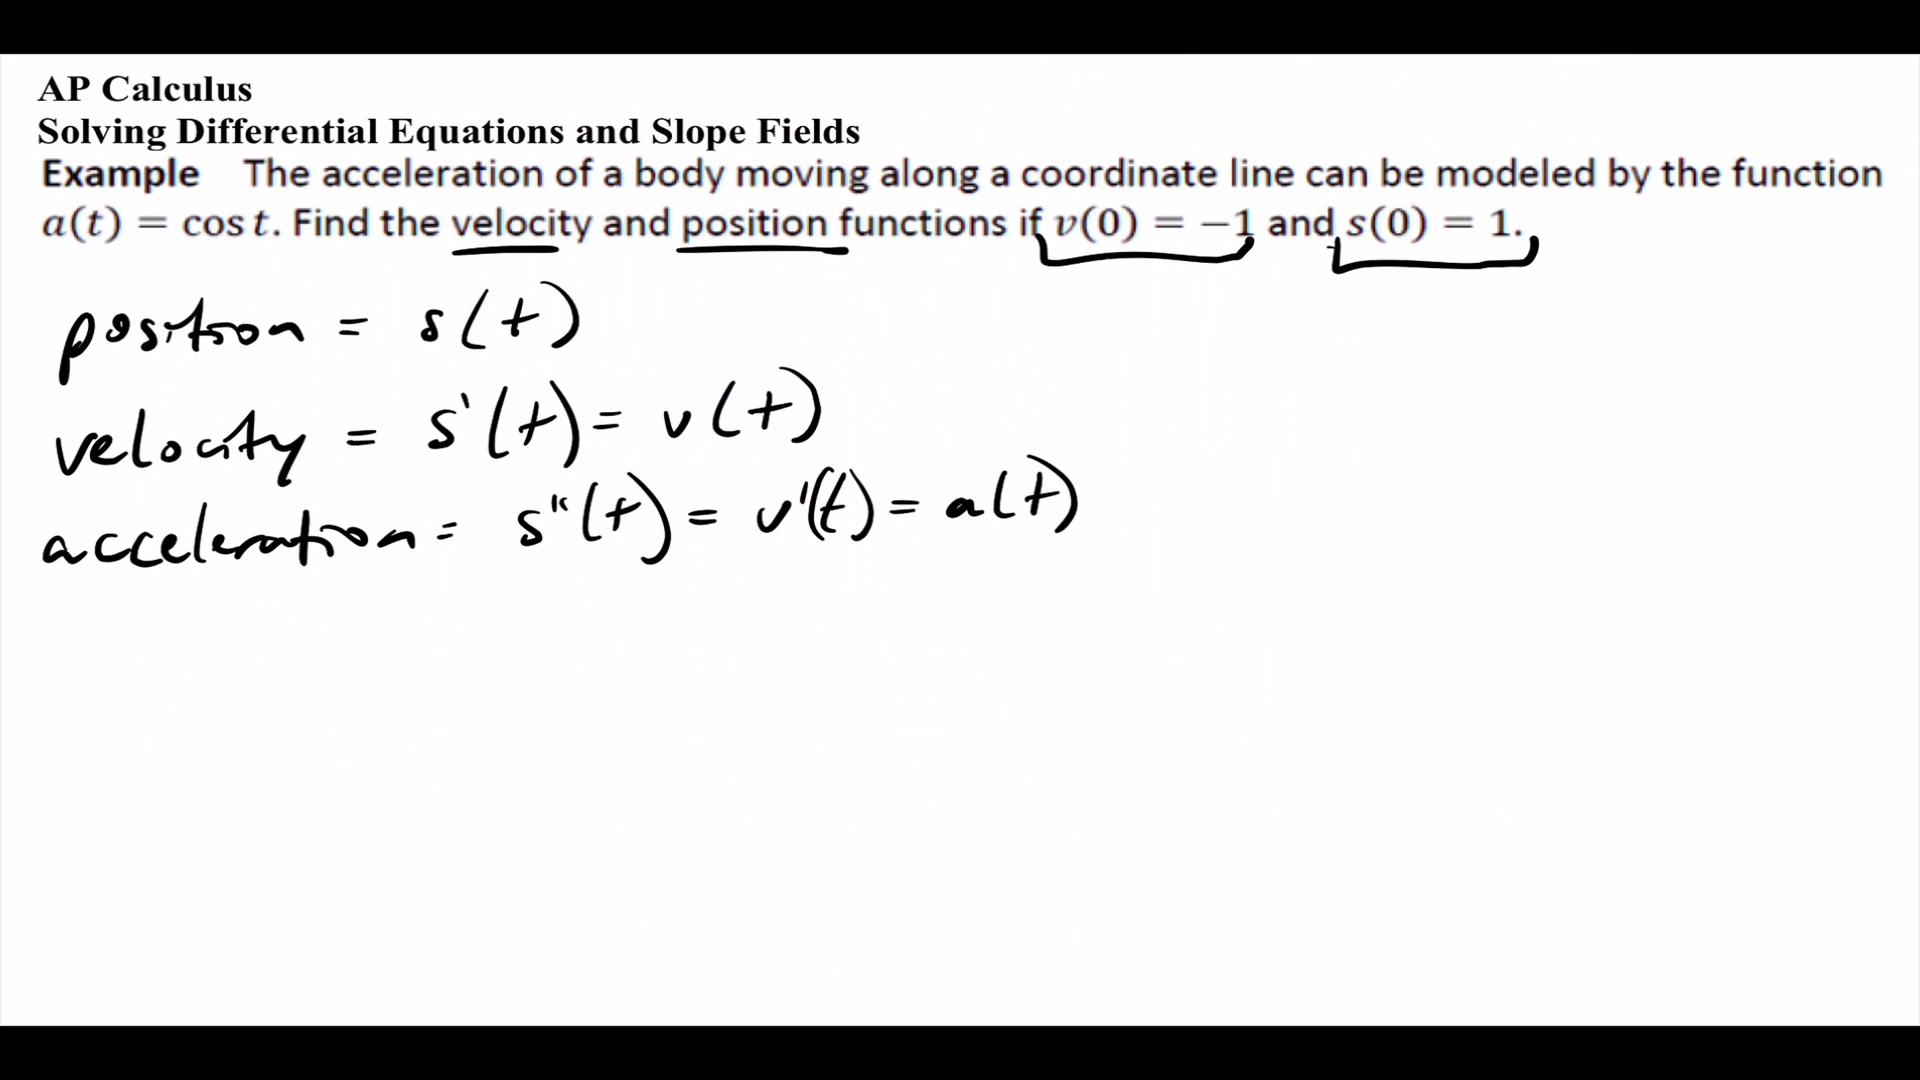 AP Calculus
Solving Differential Equations and Slope Fields
Example The acceleration of a body moving along a coordinate line can be modeled by the function
a(t) = cos t. Find the velocity and position functions if v(0) = −1 and s(0) = 1.
position = s(t)
velocity = s'(t) = v(t)
acceleration = s''(t) = v'(t) = a(t)